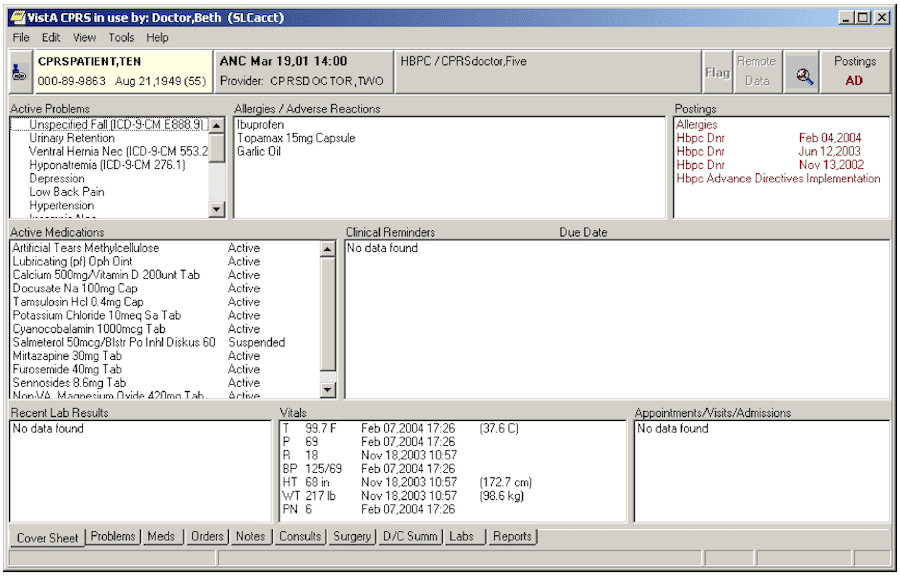 VistA CPRS in use by: Doctor,Beth (SLCacct)
File Edit View Tools Help
CPRSPATIENT,TEN
000-89-9863 Aug 21,1949 (55)
ANC Mar 19,01 14:00
Provider: CPRSDOCTOR,TWO
HBPC / CPRSdoctor,Five
Flag
Remote
Data
Postings
AD
Active Problems
Unspecified Fall (ICD-9-CM E888.9)
Urinary Retention
Ventral Hernia Nec (ICD-9-CM 553.2
Hyponatremia (ICD-9-CM 276.1)
Depression
Low Back Pain
Hypertension
Allergies / Adverse Reactions
Ibuprofen
Topamax 15mg Capsule
Garlic Oil
Postings
Allergies
Hbpc Dnr Feb 04,2004
Hbpc Dnr Jun 12,2003
Hbpc Dnr Nov 13,2002
Hbpc Advance Directives Implementation
Active Medications
Artificial Tears Methylcellulose Active
Lubricating (pf) Oph Oint Active
Calcium 500mg/Vitamin D 200unt Tab Active
Docusate Na 100mg Cap Active
Tamsulosin Hcl 0.4mg Cap Active
Potassium Chloride 10meq Sa Tab Active
Cyanocobalamin 1000mcg Tab Active
Salmeterol 50mcg/Blstr Po Inhl Diskus 60 Suspended
Mirtazapine 30mg Tab Active
Furosemide 40mg Tab Active
Sennosides 8.6mg Tab Active
Non-VA Magnesium Oxide 420mg Tab Active
Clinical Reminders Due Date
No data found
Recent Lab Results
No data found
Vitals
T 99.7 F Feb 07,2004 17:26 (37.6 C)
P 69 Feb 07,2004 17:26
R 18 Nov 18,2003 10:57
BP 125/69 Feb 07,2004 17:26
HT 68 in Nov 18,2003 10:57 (172.7 cm)
WT 217 lb Nov 18,2003 10:57 (98.6 kg)
PN 6 Feb 07,2004 17:26
Appointments/Visits/Admissions
No data found
Cover Sheet Problems Meds Orders Notes Consults Surgery D/C Summ Labs Reports